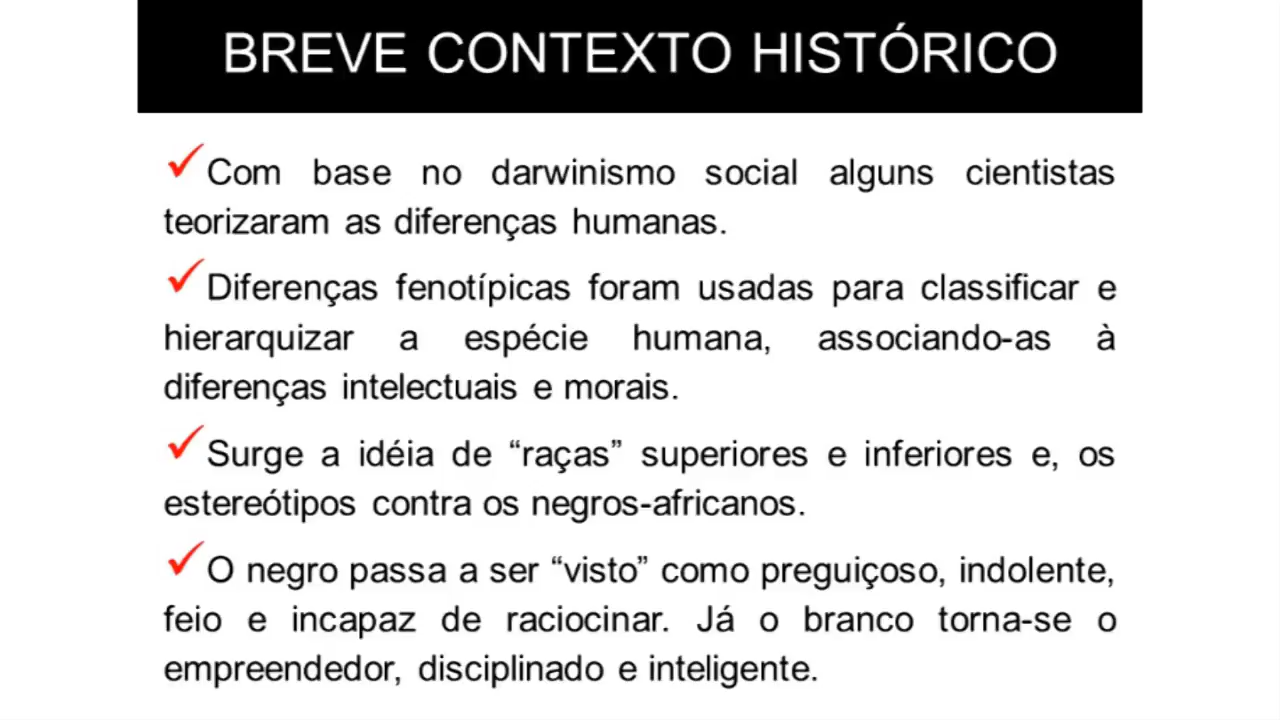 BREVE CONTEXTO HISTÓRICO
✓Com base no darwinismo social alguns cientistas
teorizaram as diferenças humanas.
✓Diferenças fenotípicas foram usadas para classificar e
hierarquizar a espécie humana, associando-as à
diferenças intelectuais e morais.
✓Surge a idéia de “raças” superiores e inferiores e, os
estereótipos contra os negros-africanos.
✓O negro passa a ser “visto” como preguiçoso, indolente,
feio e incapaz de raciocinar. Já o branco torna-se o
empreendedor, disciplinado e inteligente.